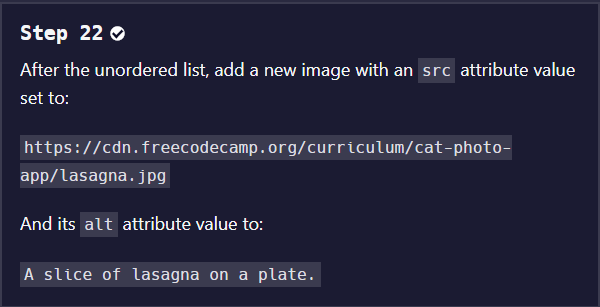 Step 22
After the unordered list, add a new image with an src attribute value
set to:
https://cdn.freecodecamp.org/curriculum/cat-photo-
app/lasagna.jpg
And its alt attribute value to:
A slice of lasagna on a plate.